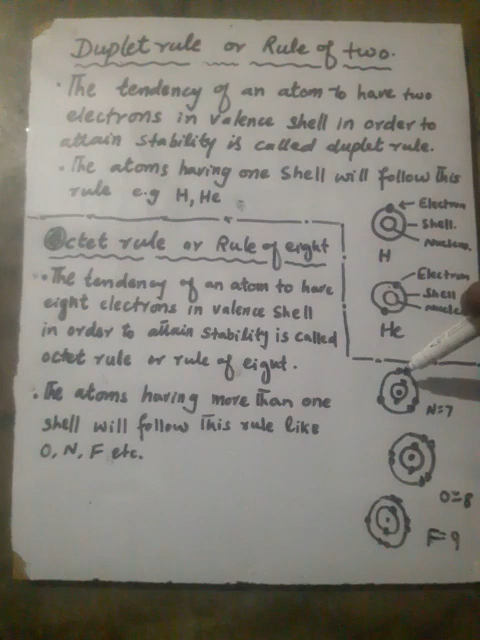 Duplet rule or Rule of two.
• The tendency of an atom to have two
electrons in valence shell in order to
attain stability is called duplet rule.
• The atoms having one shell will follow this
rule e.g H, He
Electron
Shell.
H
Electron
Shell
He
Octet rule or Rule of eight
• The tendency of an atom to have
eight electrons in valence shell
in order to attain stability is called
octet rule or rule of eight.
• The atoms having more than one
shell will follow this rule like
O, N, F etc.
N=7
O=8
F=9